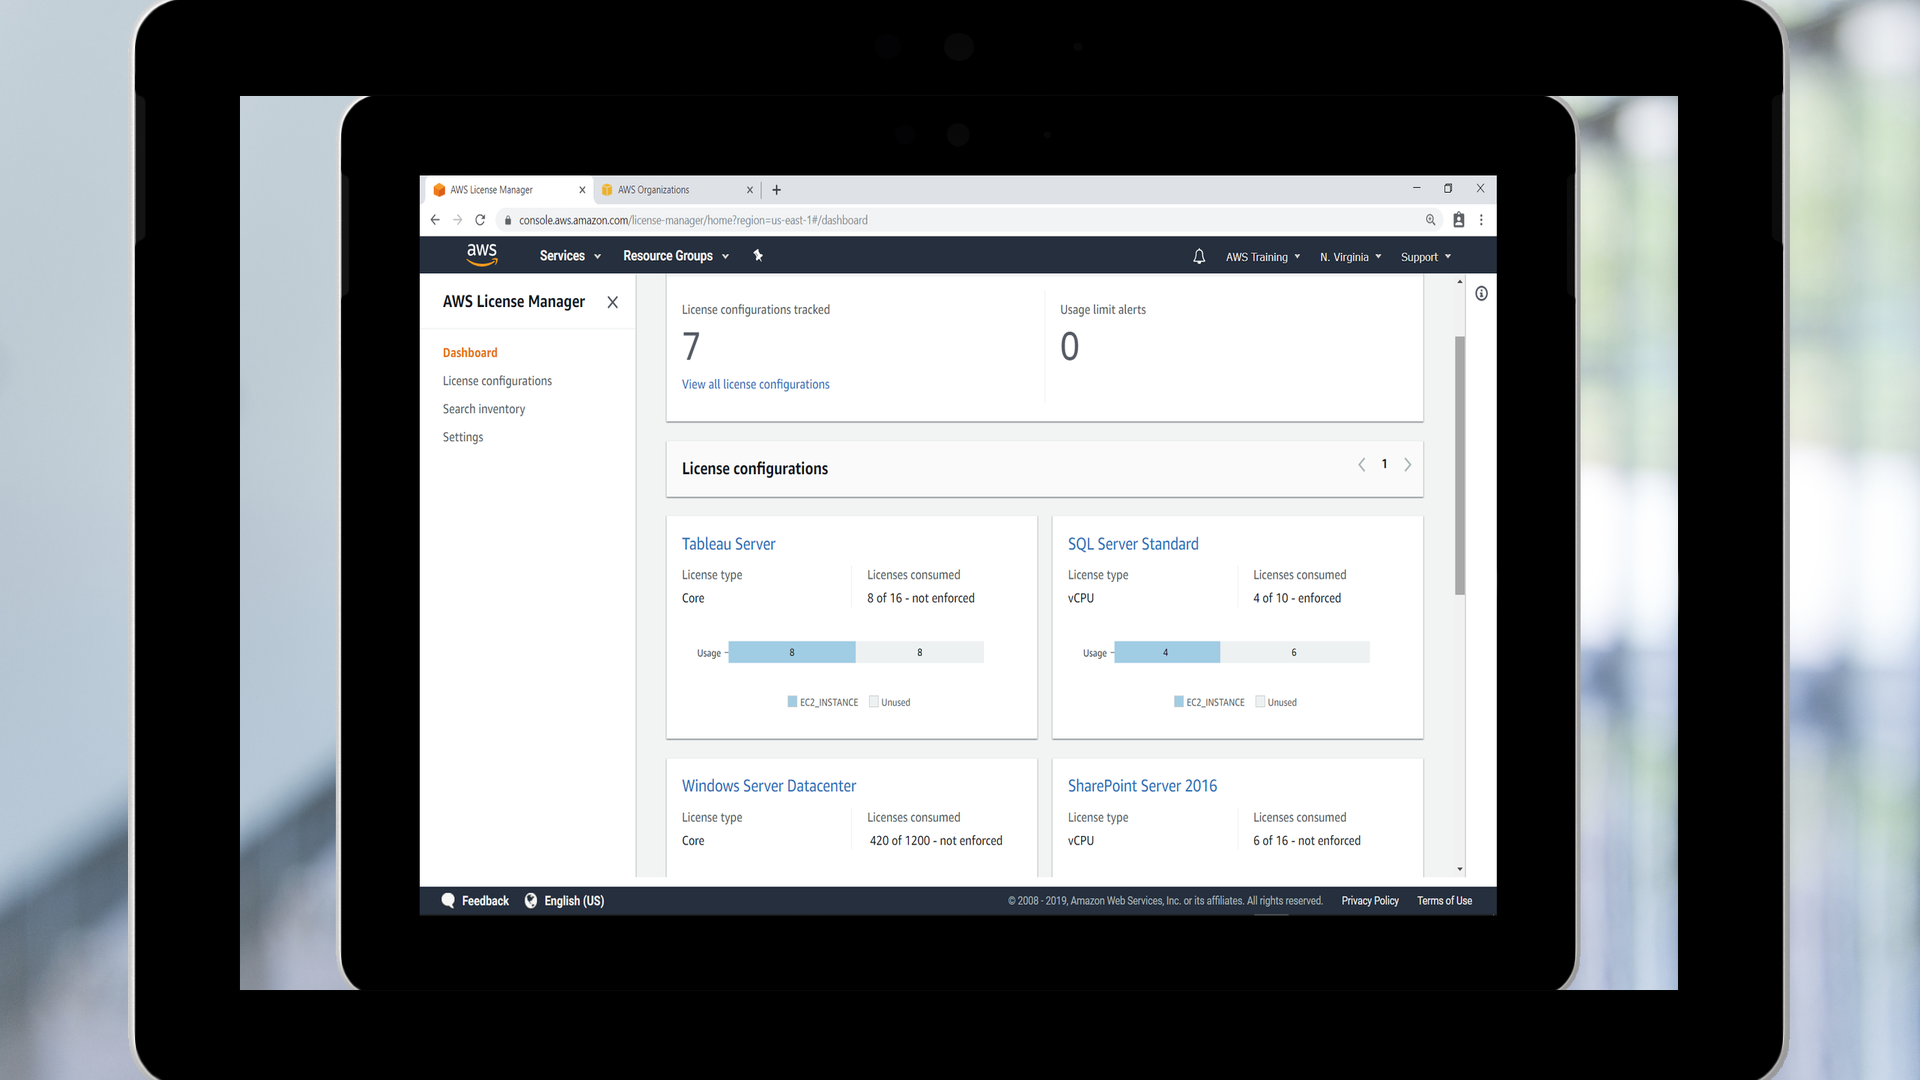 AWS License Manager
AWS Organizations
console.aws.amazon.com/license-manager/home?region=us-east-1#/dashboard
aws Services Resource Groups AWS Training N. Virginia Support
AWS License Manager
Dashboard
License configurations
Search inventory
Settings
License configurations tracked
7
View all license configurations
Usage limit alerts
0
License configurations
1
Tableau Server
License type
Core
Licenses consumed
8 of 16 - not enforced
Usage 8 8
EC2_INSTANCE Unused
SQL Server Standard
License type
vCPU
Licenses consumed
4 of 10 - enforced
Usage 4 6
EC2_INSTANCE Unused
Windows Server Datacenter
License type
Core
Licenses consumed
420 of 1200 - not enforced
SharePoint Server 2016
License type
vCPU
Licenses consumed
6 of 16 - not enforced
Feedback English (US) © 2008 - 2019, Amazon Web Services, Inc. or its affiliates. All rights reserved. Privacy Policy Terms of Use